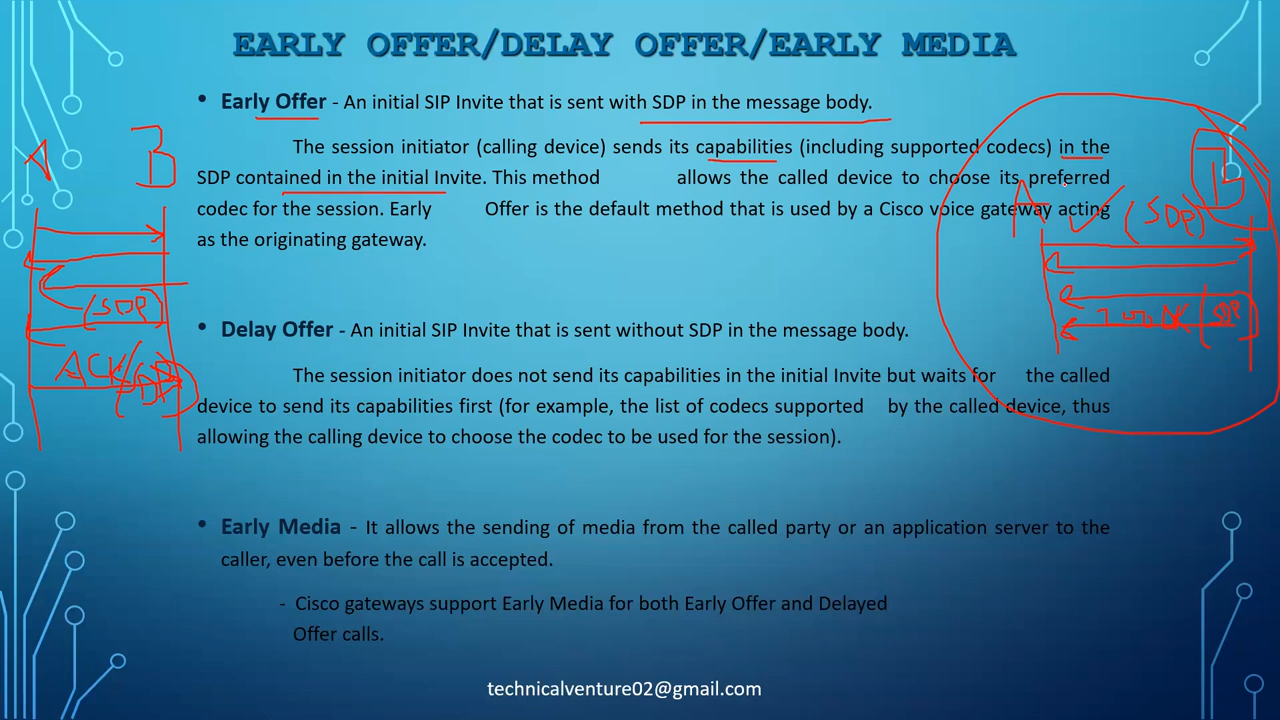 EARLY OFFER/DELAY OFFER/EARLY MEDIA
• Early Offer - An initial SIP Invite that is sent with SDP in the message body.
The session initiator (calling device) sends its capabilities (including supported codecs) in the
SDP contained in the initial Invite. This method allows the called device to choose its preferred
codec for the session. Early Offer is the default method that is used by a Cisco voice gateway acting
as the originating gateway.
• Delay Offer - An initial SIP Invite that is sent without SDP in the message body.
The session initiator does not send its capabilities in the initial Invite but waits for the called
device to send its capabilities first (for example, the list of codecs supported by the called device, thus
allowing the calling device to choose the codec to be used for the session).
• Early Media - It allows the sending of media from the called party or an application server to the
caller, even before the call is accepted.
- Cisco gateways support Early Media for both Early Offer and Delayed
Offer calls.
technicalventure02@gmail.com
A B
(SDP)
ACK/(SDP)
A (SDP) B
200 OK (SDP)